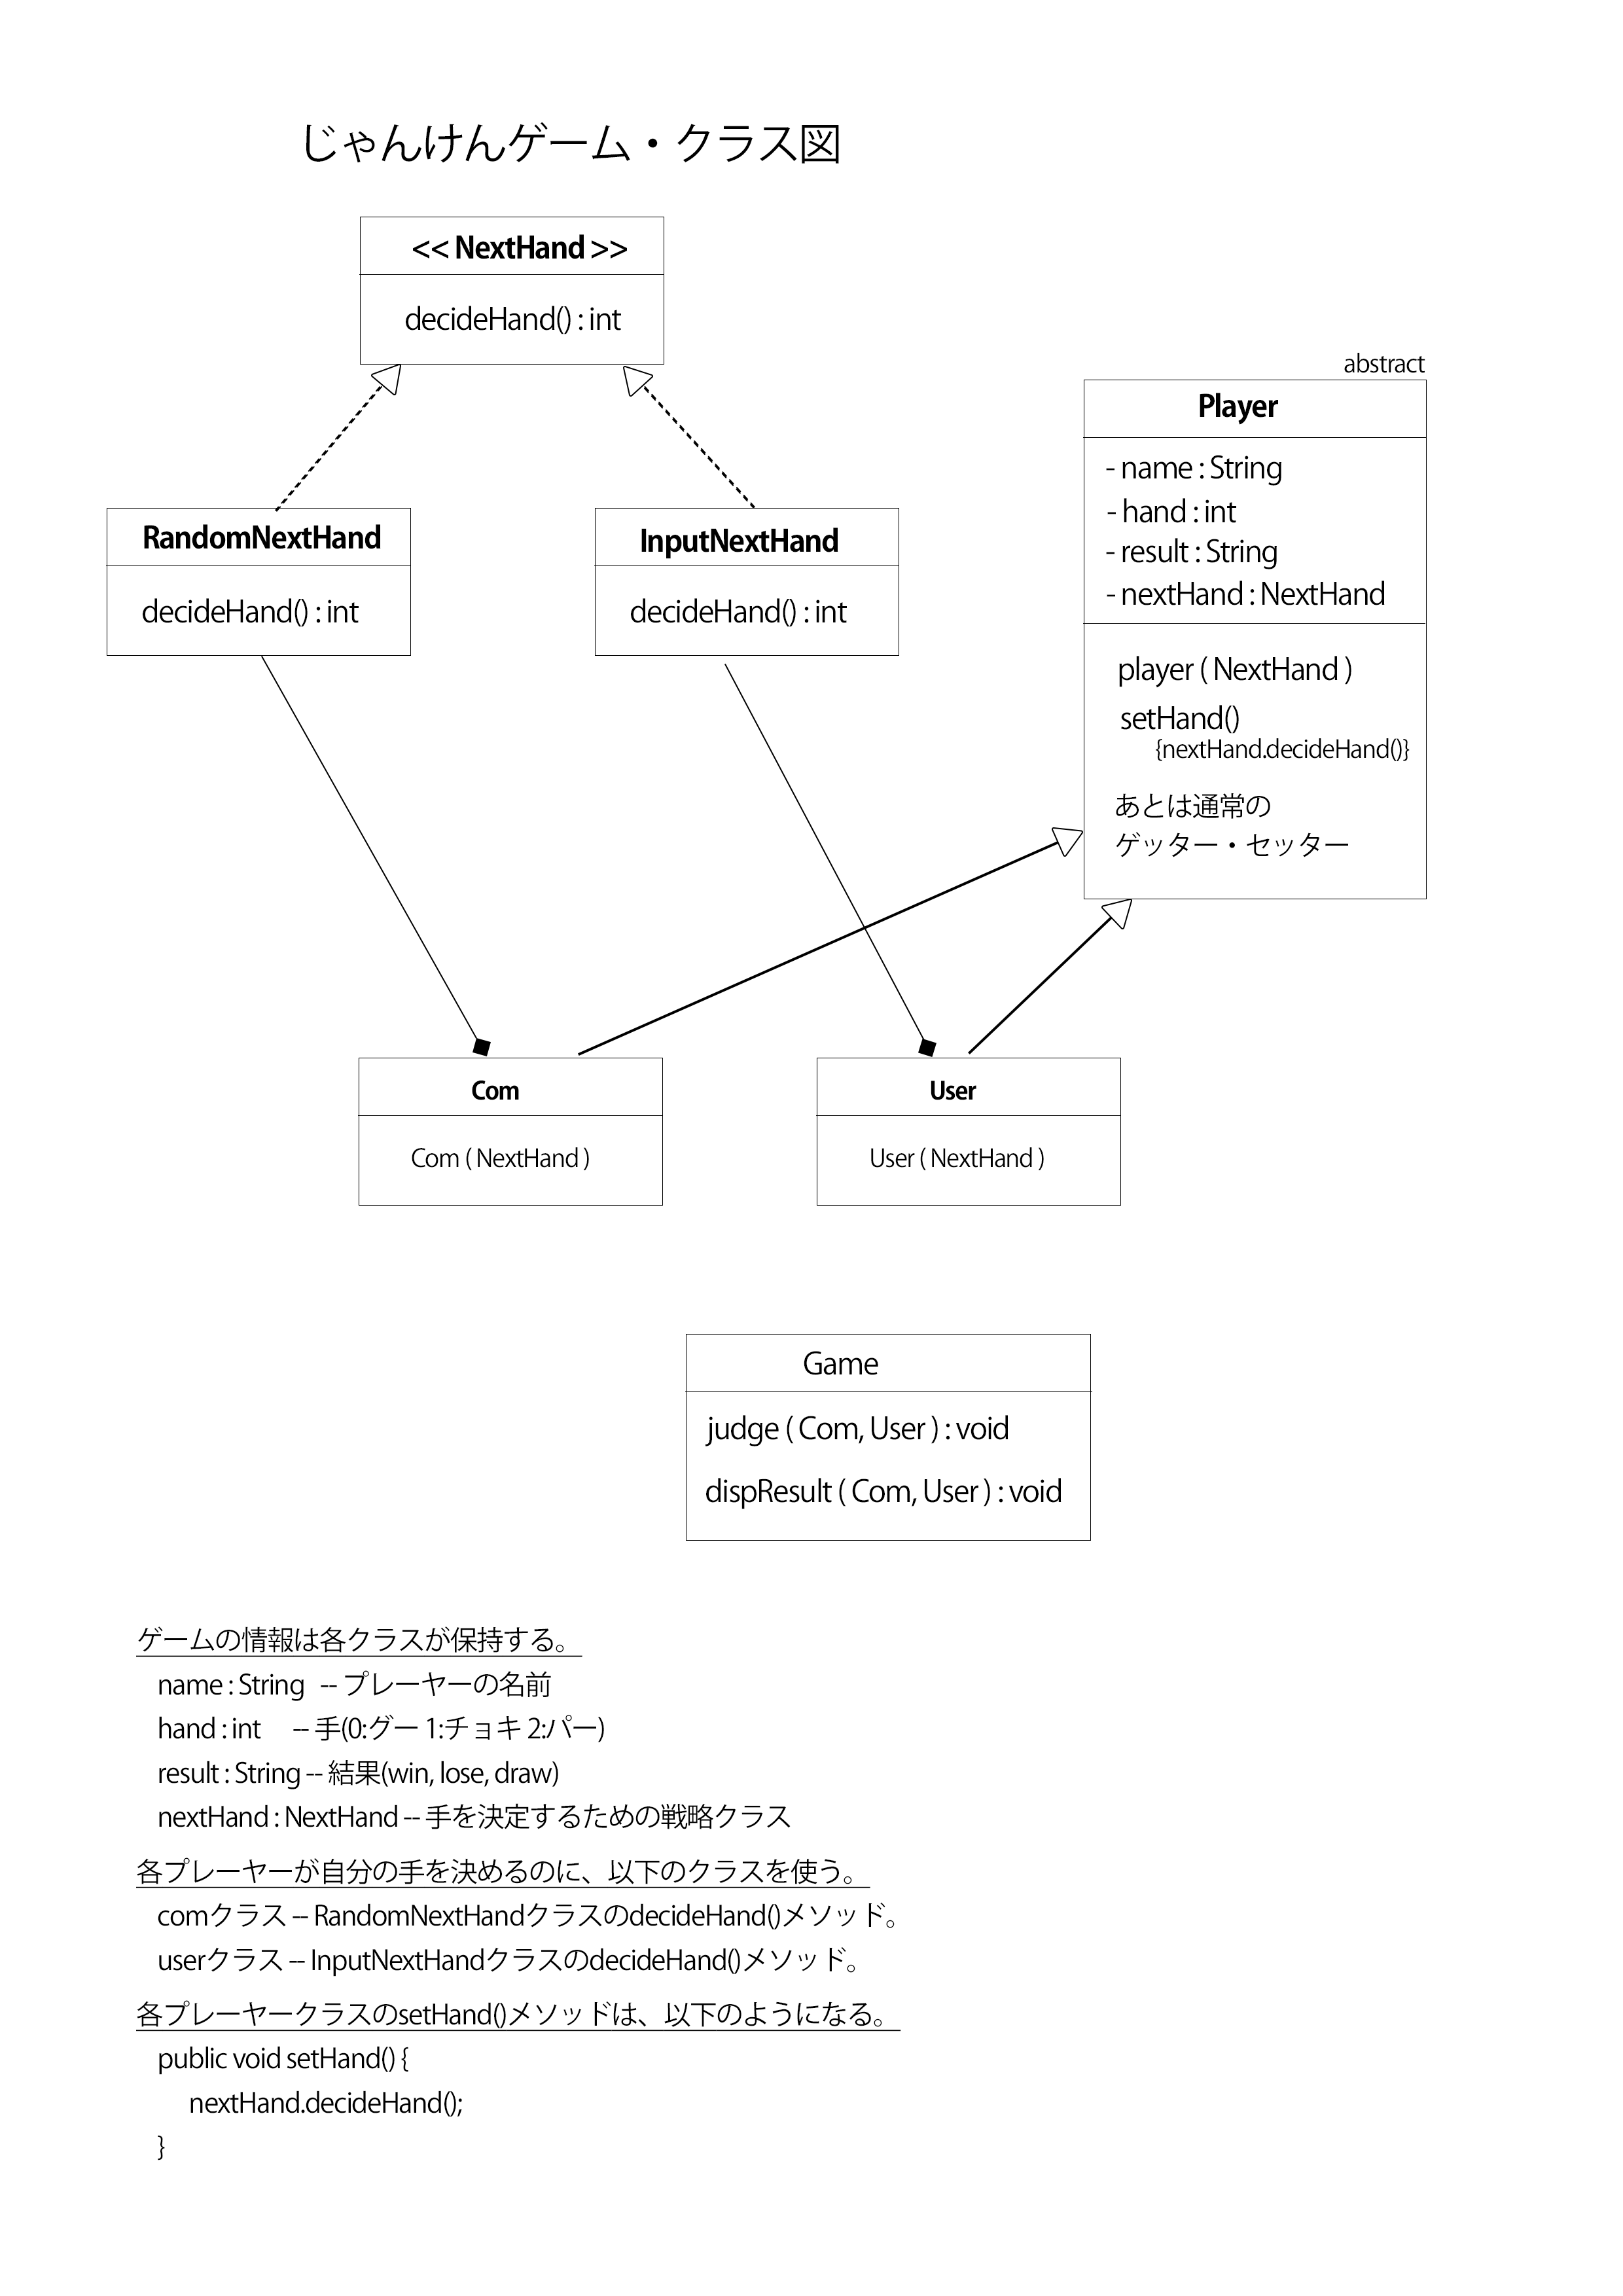 じゃんけんゲーム・クラス図
<< NextHand >>
decideHand() : int
RandomNextHand
decideHand() : int
InputNextHand
decideHand() : int
abstract
Player
- name : String
- hand : int
- result : String
- nextHand : NextHand
player ( NextHand )
setHand()
{nextHand.decideHand()}
あとは通常の
ゲッター・セッター
Com
Com ( NextHand )
User
User ( NextHand )
Game
judge ( Com, User ) : void
dispResult ( Com, User ) : void
ゲームの情報は各クラスが保持する。
name : String -- プレーヤーの名前
hand : int -- 手(0:グー 1:チョキ 2:パー)
result : String -- 結果(win, lose, draw)
nextHand : NextHand -- 手を決定するための戦略クラス
各プレーヤーが自分の手を決めるのに、以下のクラスを使う。
comクラス -- RandomNextHandクラスのdecideHand()メソッド。
userクラス -- InputNextHandクラスのdecideHand()メソッド。
各プレーヤークラスのsetHand()メソッドは、以下のようになる。
public void setHand() {
nextHand.decideHand();
}